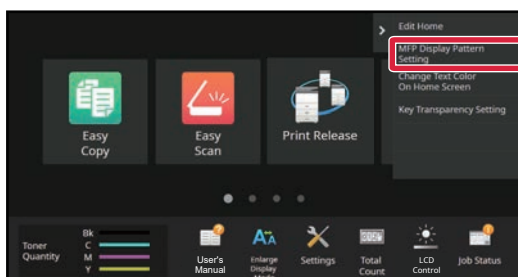 Edit Home
MFP Display Pattern
Setting
Change Text Color
On Home Screen
Key Transparency Setting
Easy
Copy
Easy
Scan
Print Release
Toner
Quantity
Bk
C
M
Y
User's
Manual
Enlarge
Display
Mode
Settings
Total
Count
LCD
Control
Job Status